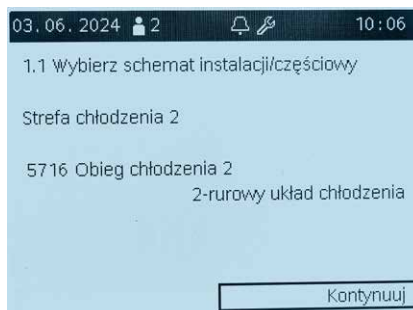 03.06.2024 2 10:06
1.1 Wybierz schemat instalacji/częściowy
Strefa chłodzenia 2
5716 Obieg chłodzenia 2
2-rurowy układ chłodzenia
Kontynuuj